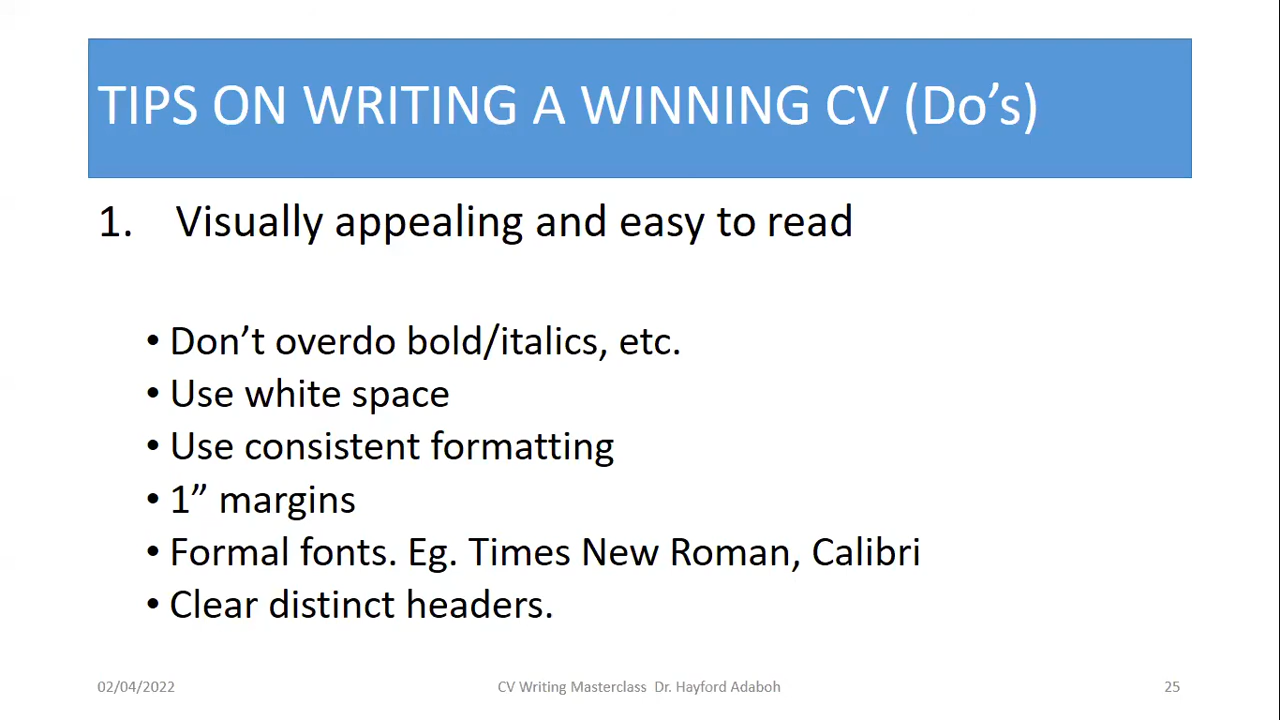 TIPS ON WRITING A WINNING CV (Do’s)
1. Visually appealing and easy to read
• Don’t overdo bold/italics, etc.
• Use white space
• Use consistent formatting
• 1” margins
• Formal fonts. Eg. Times New Roman, Calibri
• Clear distinct headers.
02/04/2022 CV Writing Masterclass Dr. Hayford Adaboh 25